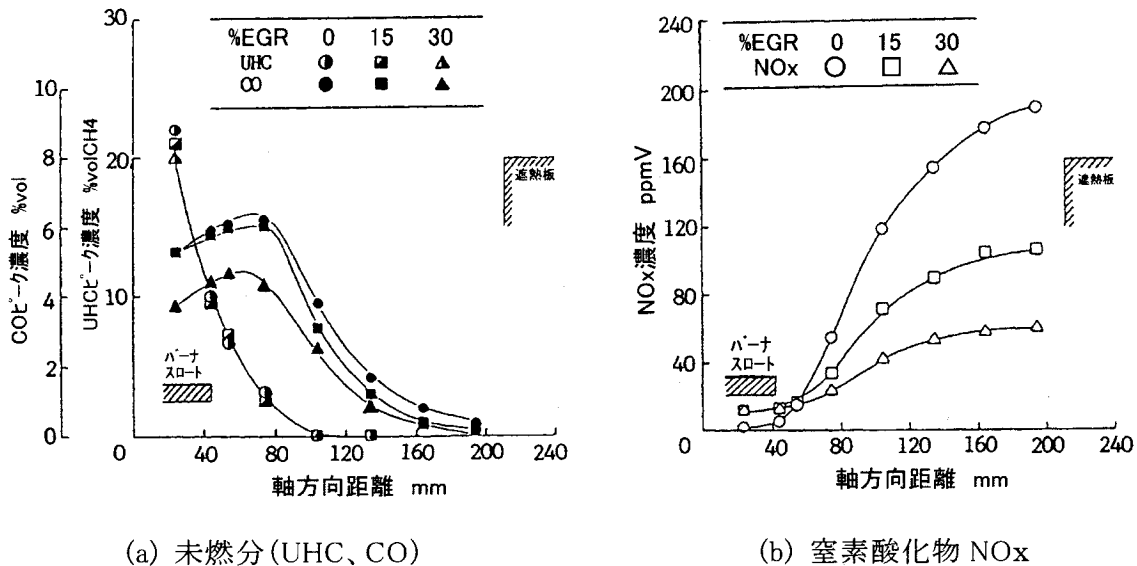 30
%EGR 0 15 30
UHC
CO
10
8
20
6
4
10
2
0
0
COピーク濃度 %vol
UHCピーク濃度 %volCH4
遮熱板
バーナ
スロート
0 40 80 120 160 200 240
軸方向距離 mm
(a) 未燃分(UHC、CO)
240
%EGR 0 15 30
NOx
200
160
120
80
40
0
NOx濃度 ppmV
遮熱板
バーナ
スロート
0 40 80 120 160 200 240
軸方向距離 mm
(b) 窒素酸化物 NOx